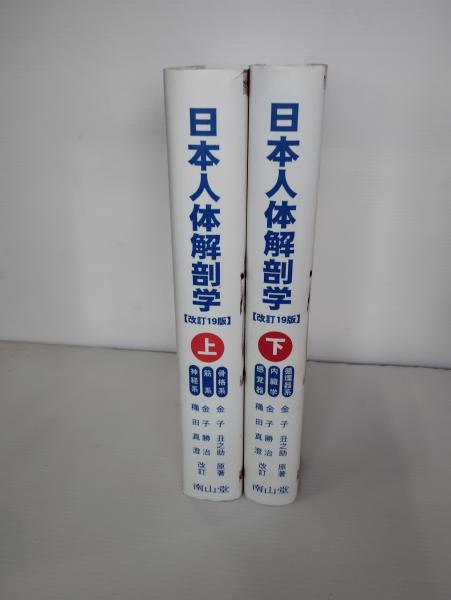 日本人体解剖学
【改訂19版】
上
骨格系
筋系
神経系
金子 丑之助 原著
金子 勝治
穐田 真澄 改訂
南山堂
日本人体解剖学
【改訂19版】
下
循環器系
内臓学
感覚器
金子 丑之助 原著
金子 勝治
穐田 真澄 改訂
南山堂